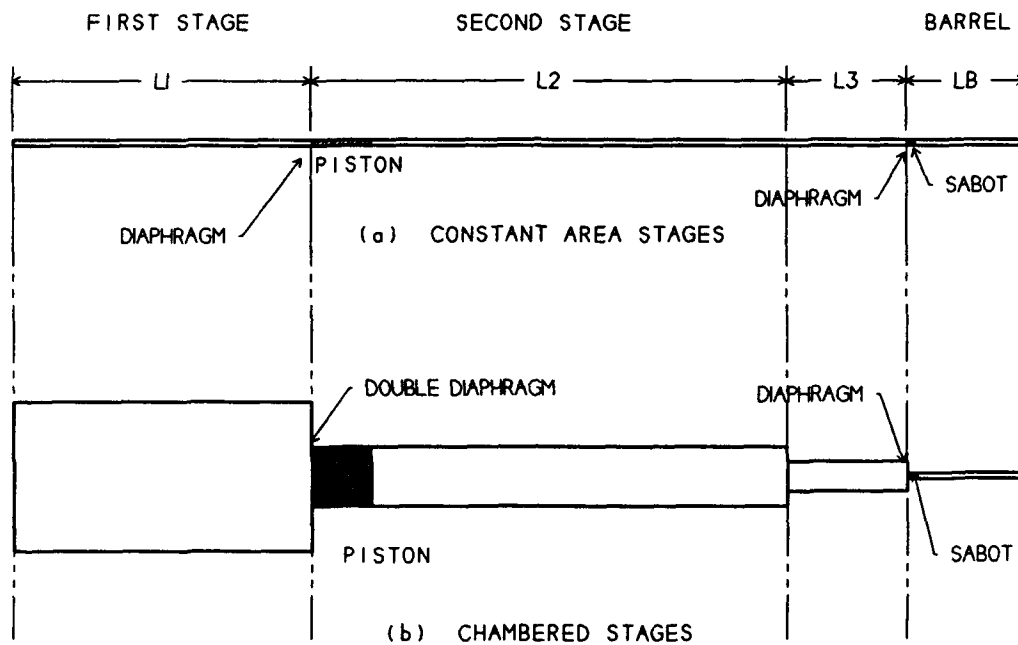 FIRST STAGE
SECOND STAGE
BARREL
L1
L2
L3
LB
PISTON
DIAPHRAGM
DIAPHRAGM
SABOT
(a) CONSTANT AREA STAGES
DOUBLE DIAPHRAGM
DIAPHRAGM
PISTON
SABOT
(b) CHAMBERED STAGES